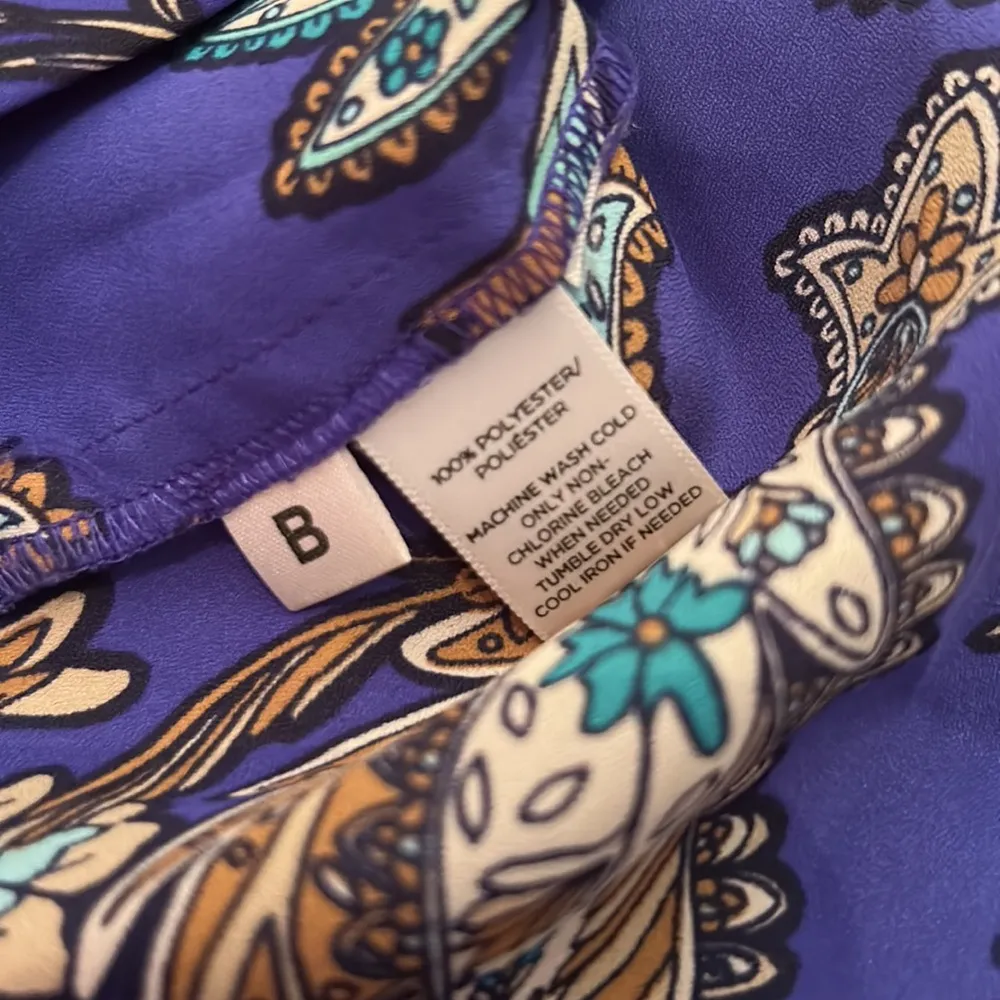 B
100% POLYESTER/
POLIÉSTER
MACHINE WASH COLD
ONLY NON-
CHLORINE BLEACH
WHEN NEEDED
TUMBLE DRY LOW
COOL IRON IF NEEDED